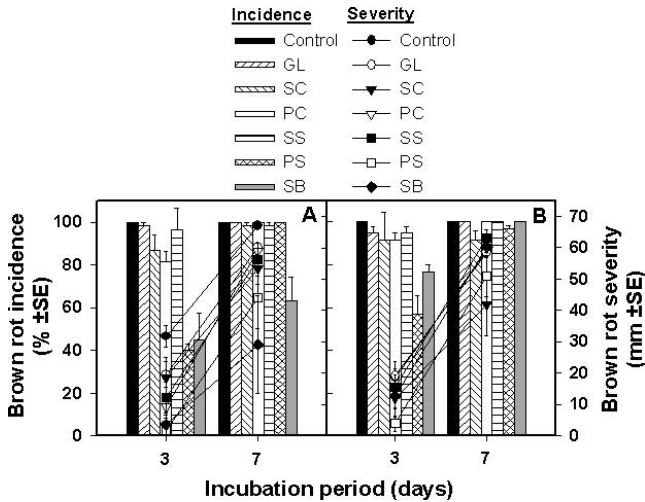 Incidence Severity
Control Control
GL GL
SC SC
PC PC
SS SS
PS PS
SB SB
A B
100 70
80 60
60 50
40 40
20 30
0 20
10
0
Brown rot incidence
(% ±SE)
Brown rot severity
(mm ±SE)
3 7 3 7
Incubation period (days)